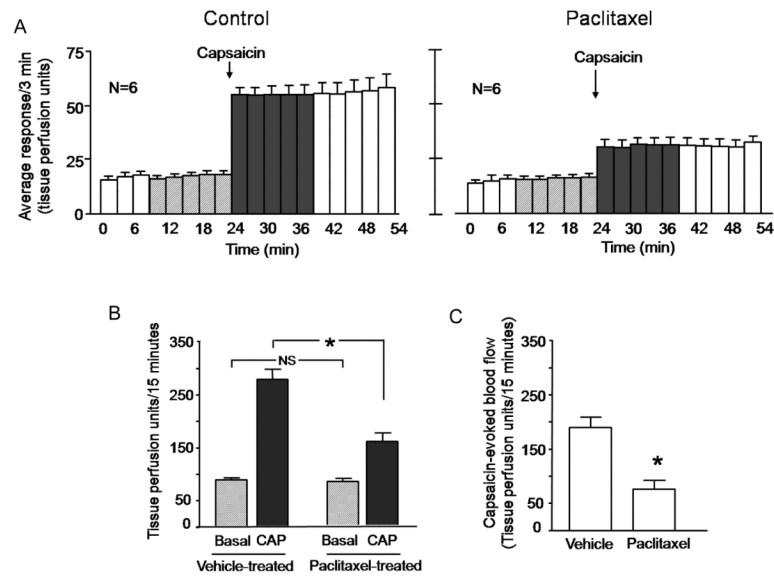 A
Control
Paclitaxel
Average response/3 min
(tissue perfusion units)
75
50
25
0
N=6
Capsaicin
0 6 12 18 24 30 36 42 48 54
Time (min)
N=6
Capsaicin
0 6 12 18 24 30 36 42 48 54
Time (min)
B
Tissue perfusion units/15 minutes
350
250
150
50
0
NS
*
Basal CAP Basal CAP
Vehicle-treated Paclitaxel-treated
C
Capsaicin-evoked blood flow
(Tissue perfusion units/15 minutes)
350
250
150
50
0
*
Vehicle Paclitaxel